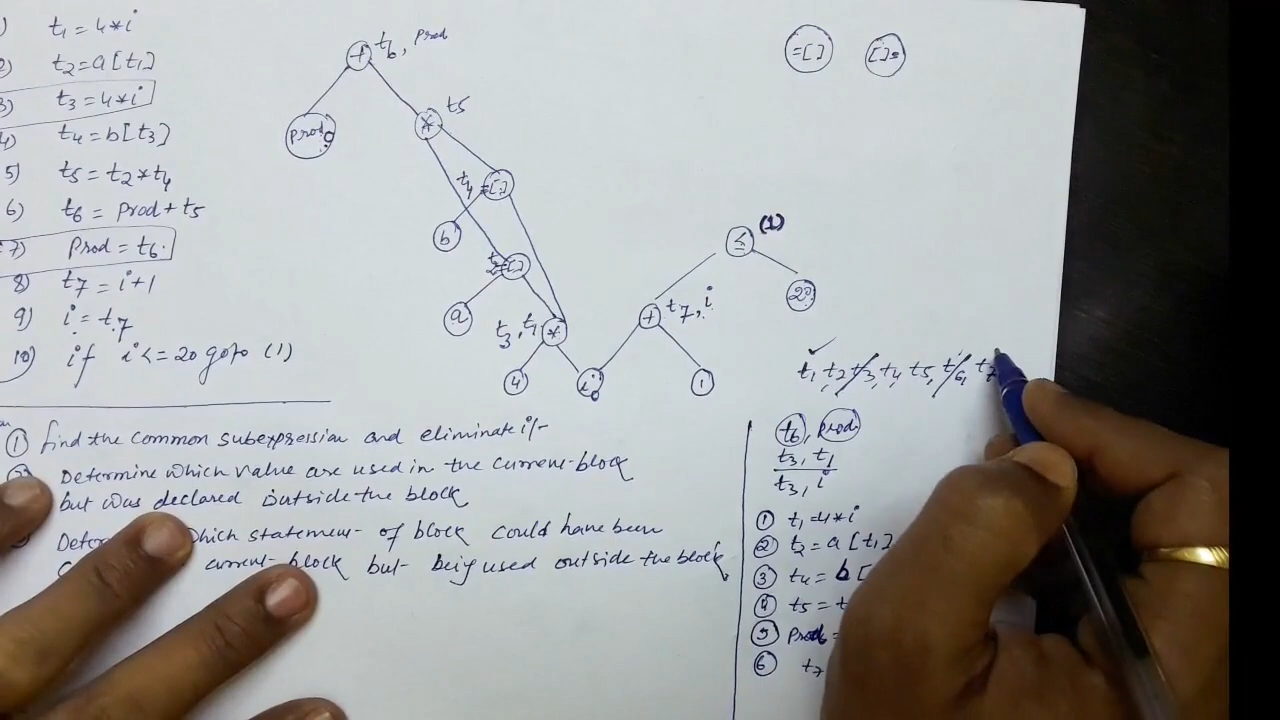 1) t1 = 4*i
2) t2 = a[t1]
3) t3 = 4*i
4) t4 = b[t3]
5) t5 = t2*t4
6) t6 = Prod + t5
7) Prod = t6.
8) t7 = i+1
9) i = t7
10) if i<=20 goto (1)
+ t6, Prod
prod0
* t5
t4 =[]
b
t2 =[]
a
t3, t1 *
4
i0
+ t7, i
1
≤ (1)
20
=[] []=
① find the common subexpression and eliminate it
② Determine which value are used in the current block
but was declared outside the block
which statement of block could have been
current block but being used outside the block
t1, t2 t3, t4 t5, t6, t7
t6, prod
t3, t1
t3, i
① t1 = 4*i
② t2 = a[t1]
③ t4 = b[
④ t5 = t
⑤ Prod =
⑥ t7